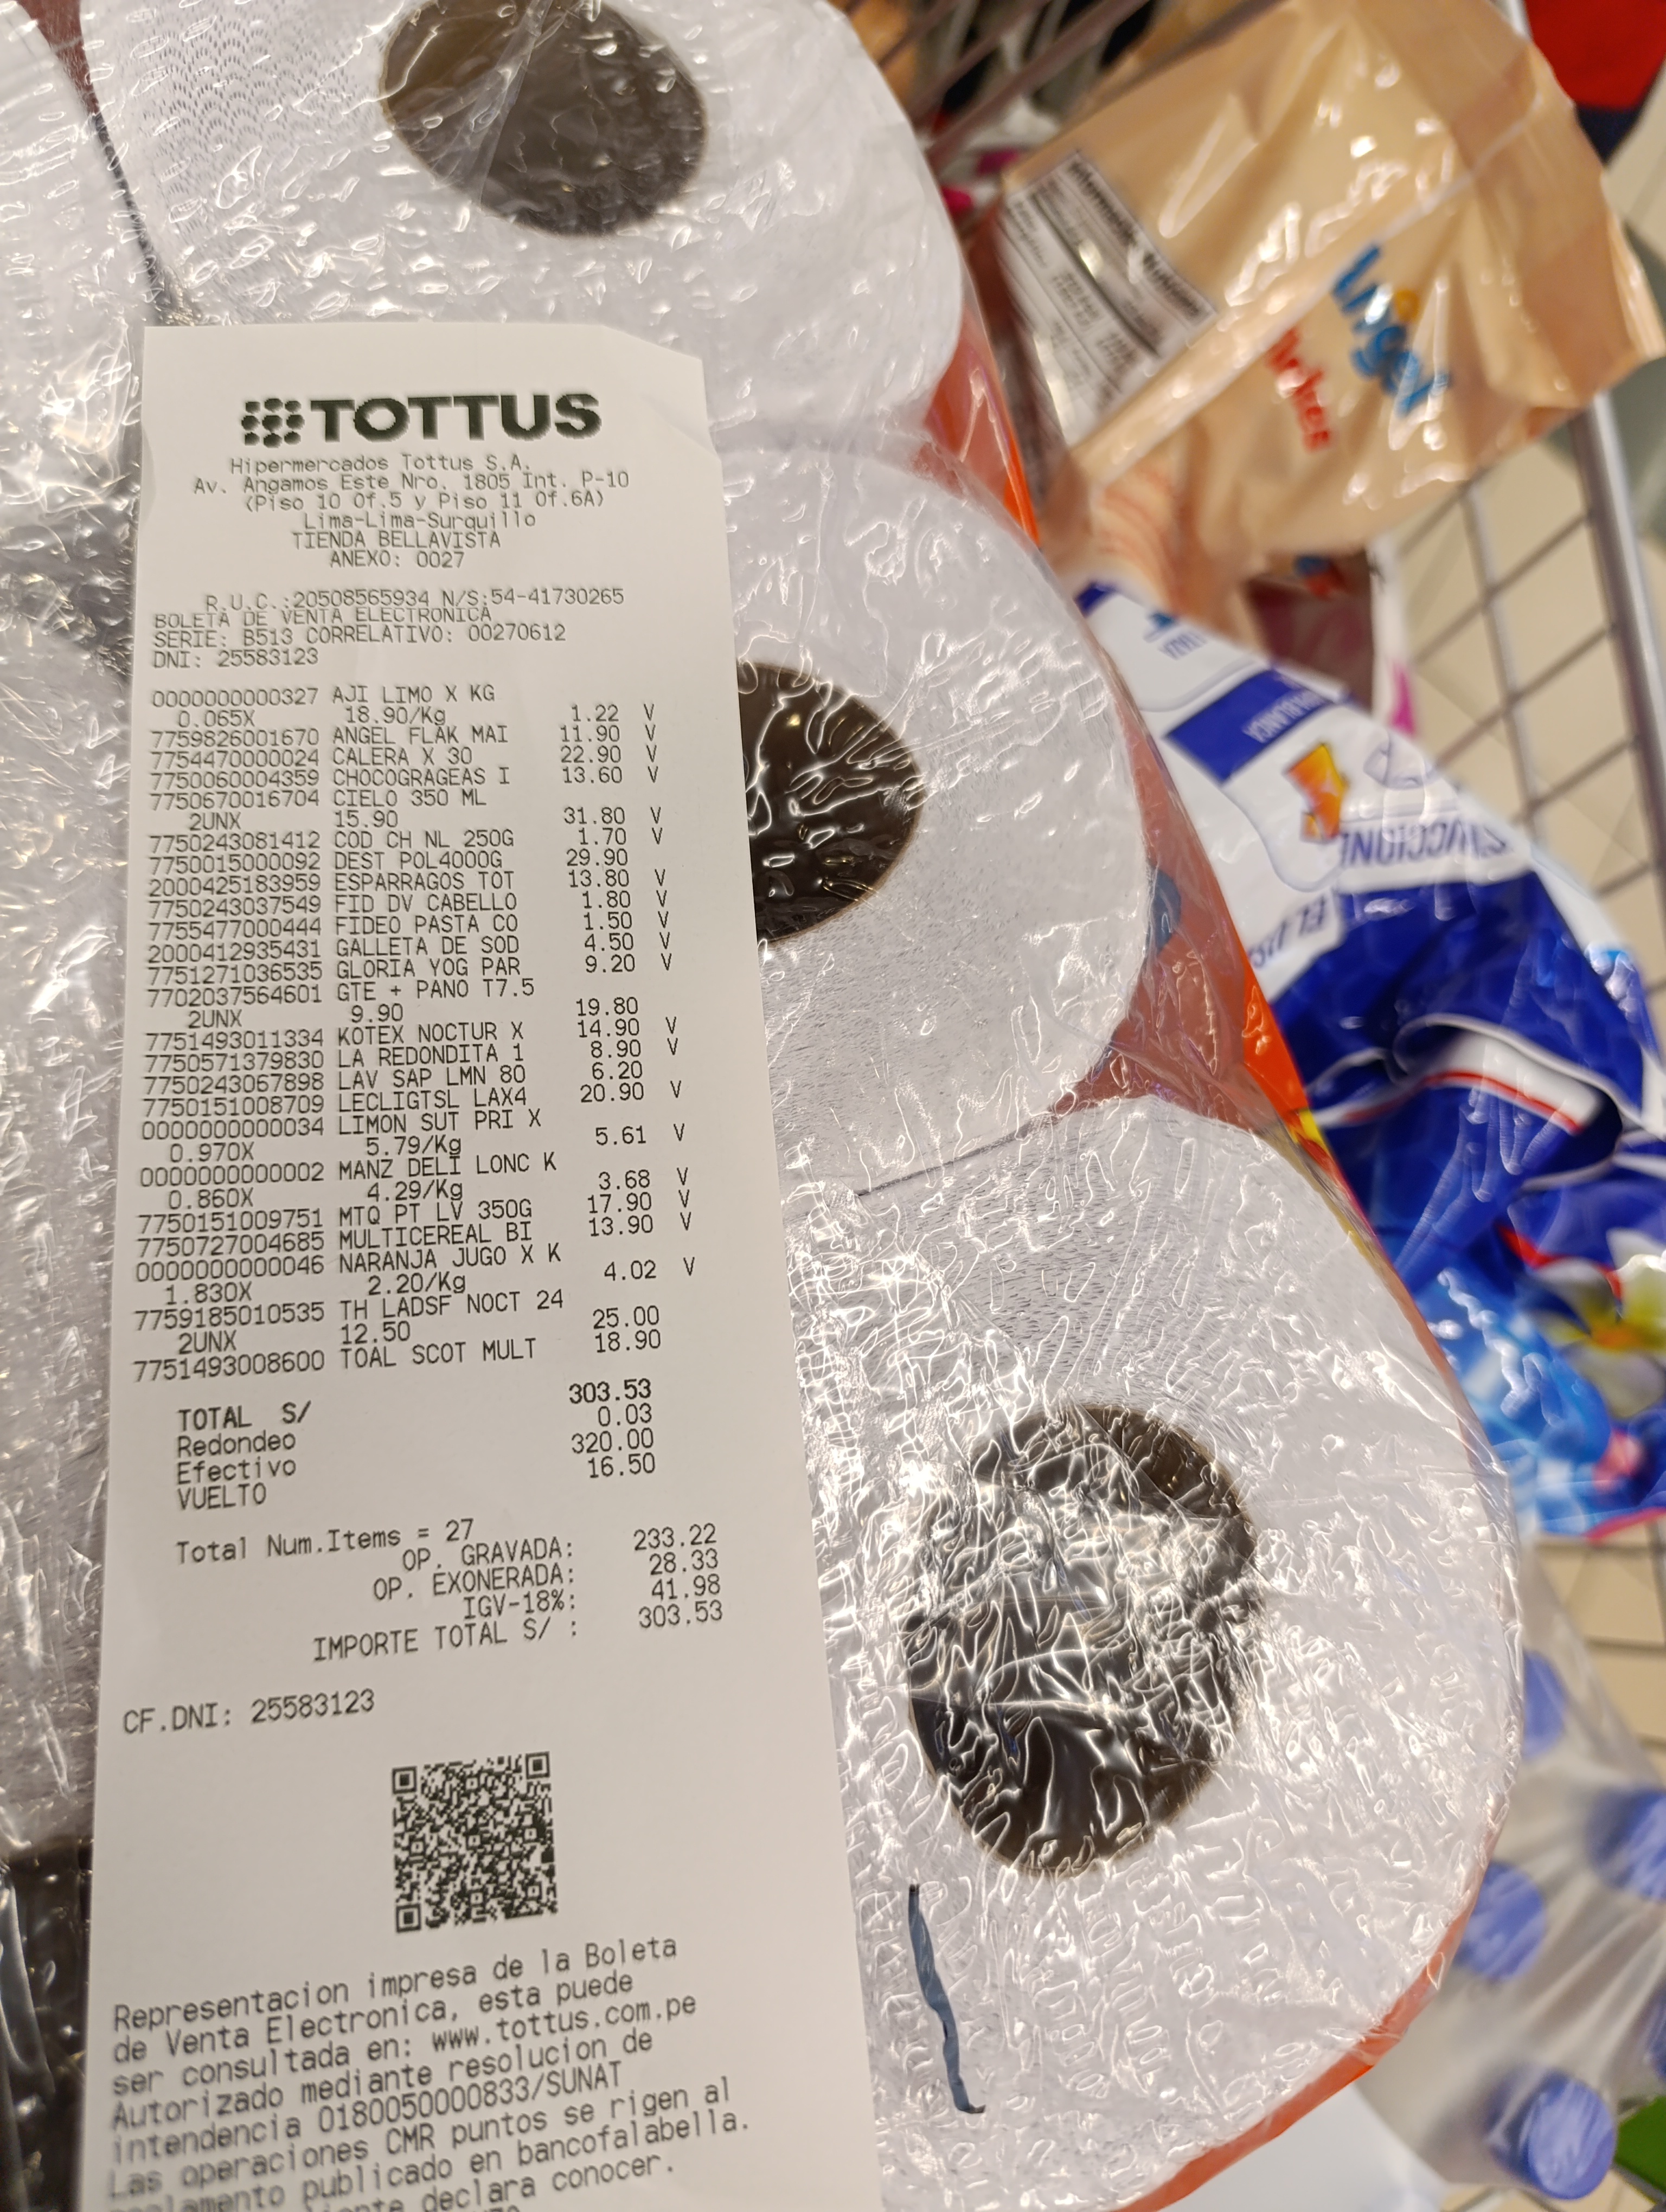 TOTTUS
Hipermercados Tottus S.A.
Av. Angamos Este Nro. 1805 Int. P-10
(Piso 10 Of.5 y Piso 11 Of.6A)
Lima-Lima-Surquillo
TIENDA BELLAVISTA
ANEXO: 0027
R.U.C.:20508565934 N/S:54-41730265
BOLETA DE VENTA ELECTRONICA
SERIE: B513 CORRELATIVO: 00270612
DNI: 25583123
0000000000327 AJI LIMO X KG
0.065X 18.90/Kg 1.22 V
7759826001670 ANGEL FLAK MAI 11.90 V
7754470000024 CALERA X 30 22.90 V
7750060004359 CHOCOGRAGEAS I 13.60 V
7750670016704 CIELO 350 ML
2UNX 15.90 31.80 V
7750243081412 COD CH NL 250G 1.70 V
7750015000092 DEST POL4000G 29.90
2000425183959 ESPARRAGOS TOT 13.80 V
7750243037549 FID DV CABELLO 1.80 V
7755477000444 FIDEO PASTA CO 1.50 V
2000412935431 GALLETA DE SOD 4.50 V
7751271036535 GLORIA YOG PAR 9.20 V
7702037564601 GTE + PANO T7.5
2UNX 9.90 19.80
7751493011334 KOTEX NOCTUR X 14.90 V
7750571379830 LA REDONDITA 1 8.90 V
7750243067898 LAV SAP LMN 80 6.20
7750151008709 LECLIGTSL LAX4 20.90 V
0000000000034 LIMON SUT PRI X
0.970X 5.79/Kg 5.61 V
0000000000002 MANZ DELI LONC K
0.860X 4.29/Kg 3.68 V
7750151009751 MTQ PT LV 350G 17.90 V
7750727004685 MULTICEREAL BI 13.90 V
0000000000046 NARANJA JUGO X K
1.830X 2.20/Kg 4.02 V
7759185010535 TH LADSF NOCT 24
2UNX 12.50 25.00
7751493008600 TOAL SCOT MULT 18.90
TOTAL S/ 303.53
Redondeo 0.03
Efectivo 320.00
VUELTO 16.50
Total Num.Items = 27
OP. GRAVADA: 233.22
OP. EXONERADA: 28.33
IGV-18%: 41.98
IMPORTE TOTAL S/ : 303.53
CF.DNI: 25583123
Representacion impresa de la Boleta
de Venta Electronica, esta puede
ser consultada en: www.tottus.com.pe
Autorizado mediante resolucion de
intendencia 0180050000833/SUNAT
Las operaciones CMR puntos se rigen al
publicado en bancofalabella.
declara conocer.
Angel